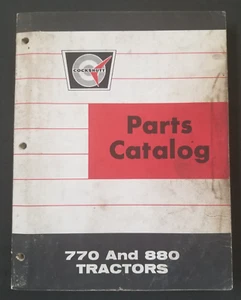 COCKSHUTT
Parts
Catalog
770 And 880
TRACTORS